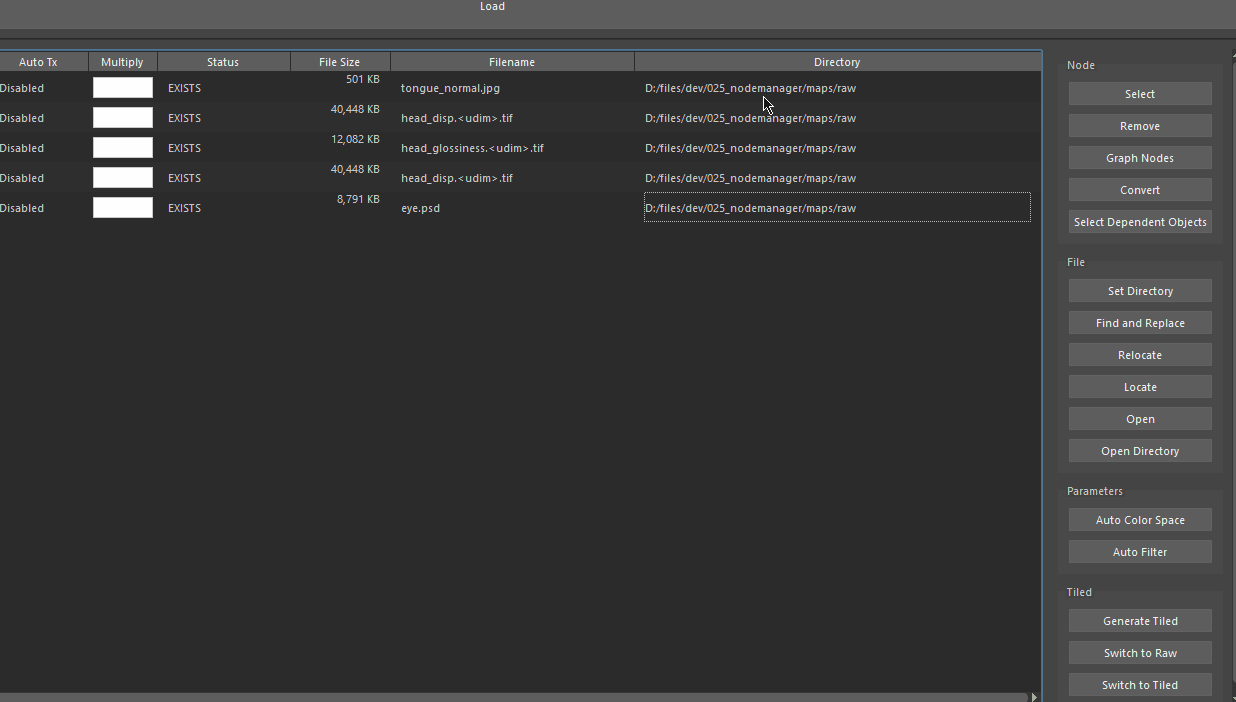 Load
Auto Tx Multiply Status File Size Filename Directory
Disabled EXISTS 501 KB tongue_normal.jpg D:/files/dev/025_nodemanager/maps/raw
Disabled EXISTS 40,448 KB head_disp.<udim>.tif D:/files/dev/025_nodemanager/maps/raw
Disabled EXISTS 12,082 KB head_glossiness.<udim>.tif D:/files/dev/025_nodemanager/maps/raw
Disabled EXISTS 40,448 KB head_disp.<udim>.tif D:/files/dev/025_nodemanager/maps/raw
Disabled EXISTS 8,791 KB eye.psd D:/files/dev/025_nodemanager/maps/raw
Node
Select
Remove
Graph Nodes
Convert
Select Dependent Objects
File
Set Directory
Find and Replace
Relocate
Locate
Open
Open Directory
Parameters
Auto Color Space
Auto Filter
Tiled
Generate Tiled
Switch to Raw
Switch to Tiled